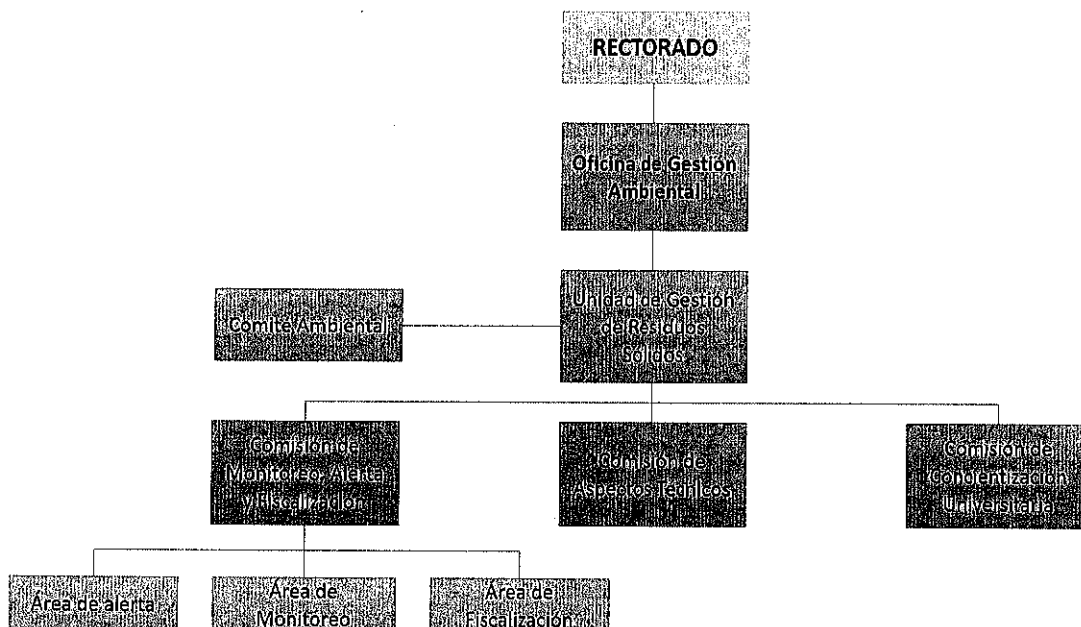 RECTORADO
Oficina de Gestión
Ambiental
Unidad de Gestión
de Residuos
Sólidos
Comité Ambiental
Comisión de
Monitoreo, Alerta
y Fiscalización
Comisión de
Aspectos Técnicos
Comisión de
Concientización
Universitaria
Área de alerta
Área de
Monitoreo
Área de
Fiscalización